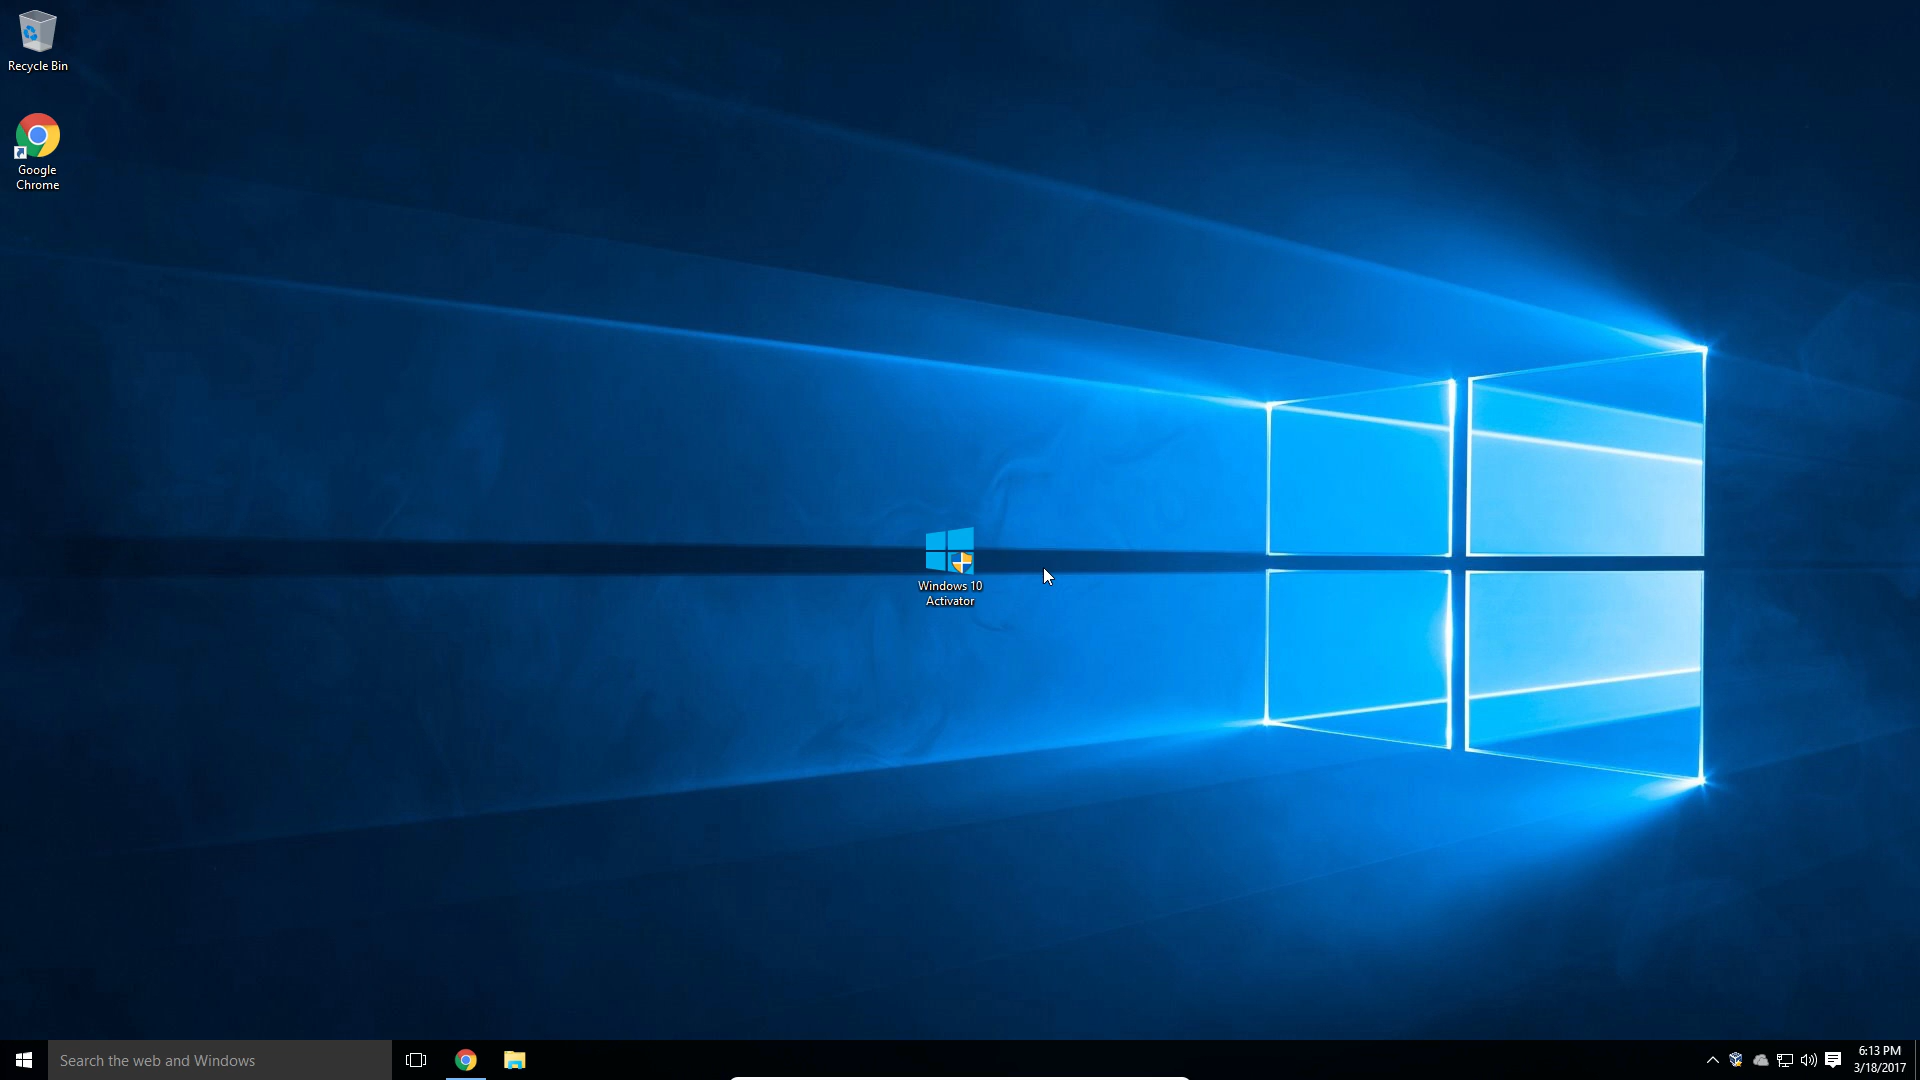 Recycle Bin
Google
Chrome
Windows 10
Activator
Search the web and Windows
6:13 PM
3/18/2017